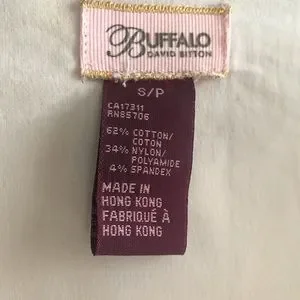 BUFFALO
DAVID BITTON
S/P
CA17311
RN85706
62% COTTON/
COTON
34% NYLON/
POLYAMIDE
4% SPANDEX
MADE IN
HONG KONG
FABRIQUÉ À
HONG KONG